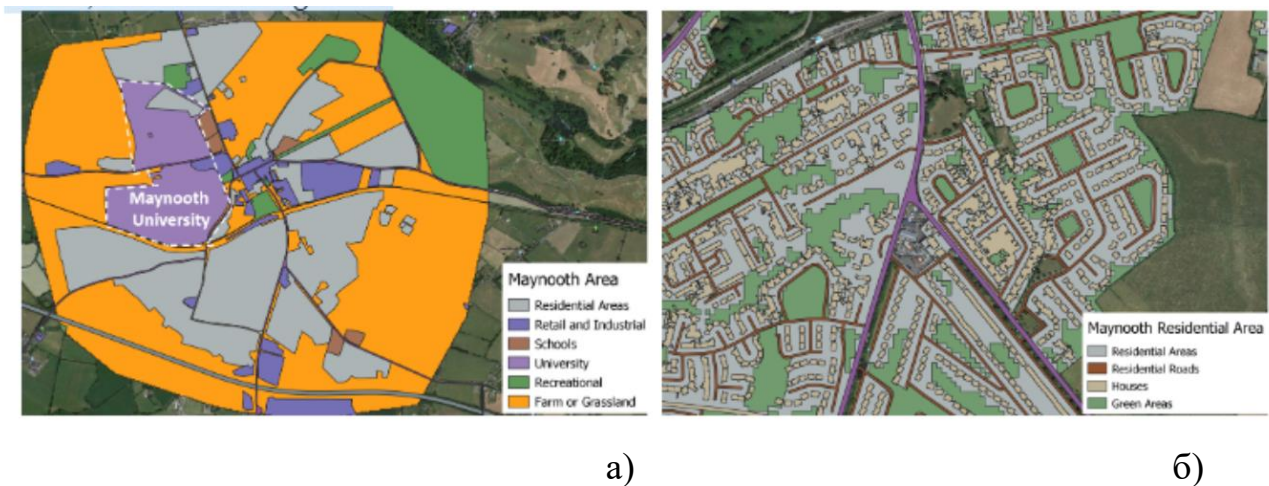 Maynooth
University
Maynooth Area
Residential Areas
Retail and Industrial
Schools
University
Recreational
Farm or Grassland
Maynooth Residential Area
Residential Areas
Residential Roads
Houses
Green Areas
а)
б)